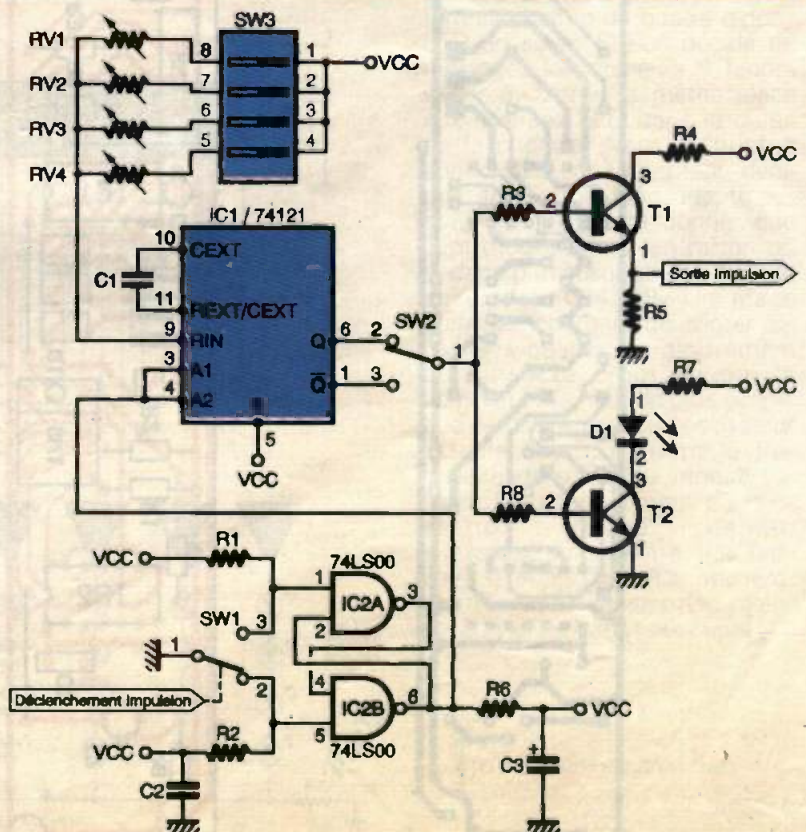 SW3
RV1
RV2
RV3
RV4
8 1
7 2
6 3
5 4
VCC
IC1 / 74121
10 CEXT
C1
11 REXT/CEXT
9 RIN
3 A1
4 A2
Q 6
Q̅ 1
5
VCC
2 SW2
3
1
R3
2
R4
VCC
3
T1
1
Sortie Impulsion
R5
R7
VCC
1
D1
2
R8
2
3
T2
1
VCC
R1
74LS00
1
IC2A
3
2
SW1
3
1
2
Déclenchement Impulsion
4
IC2B
6
5
74LS00
R2
VCC
C2
R6
VCC
+
C3